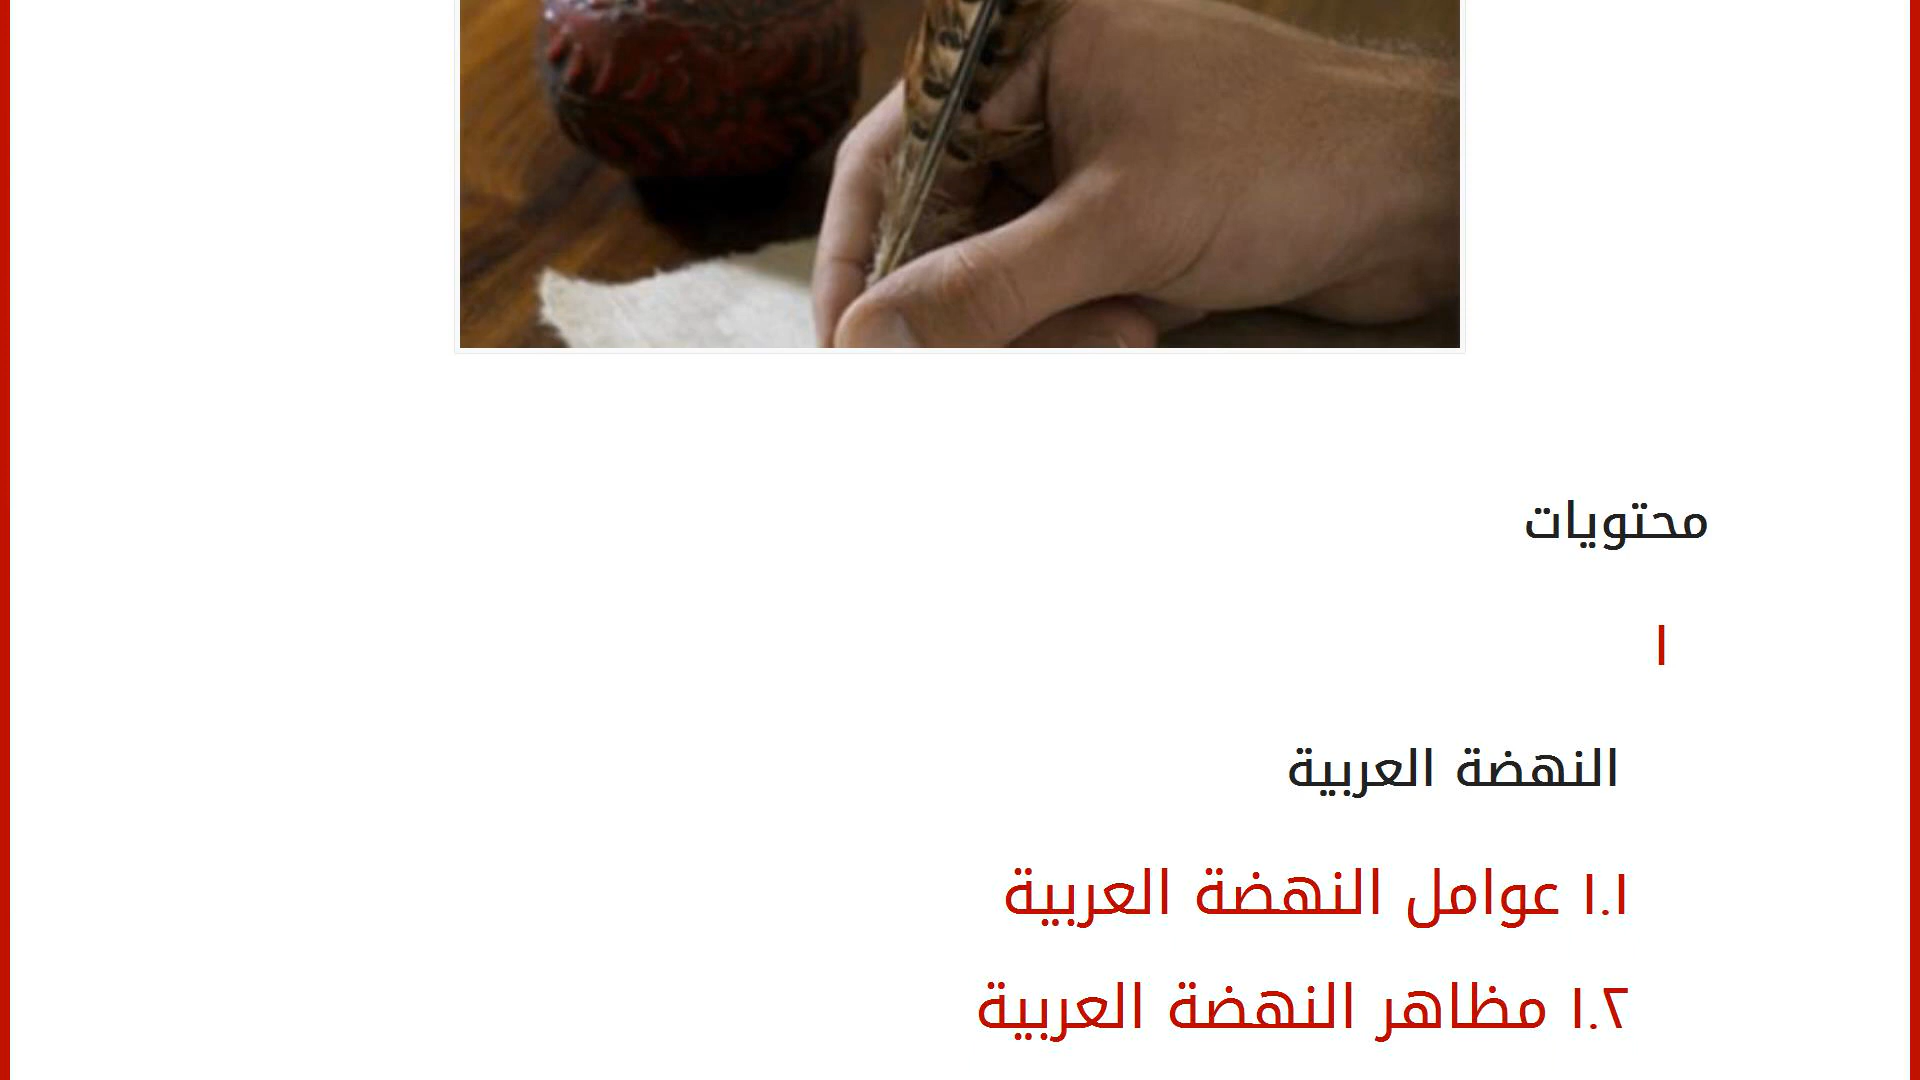 محتويات
١
النهضة العربية
١.١ عوامل النهضة العربية
١.٢ مظاهر النهضة العربية